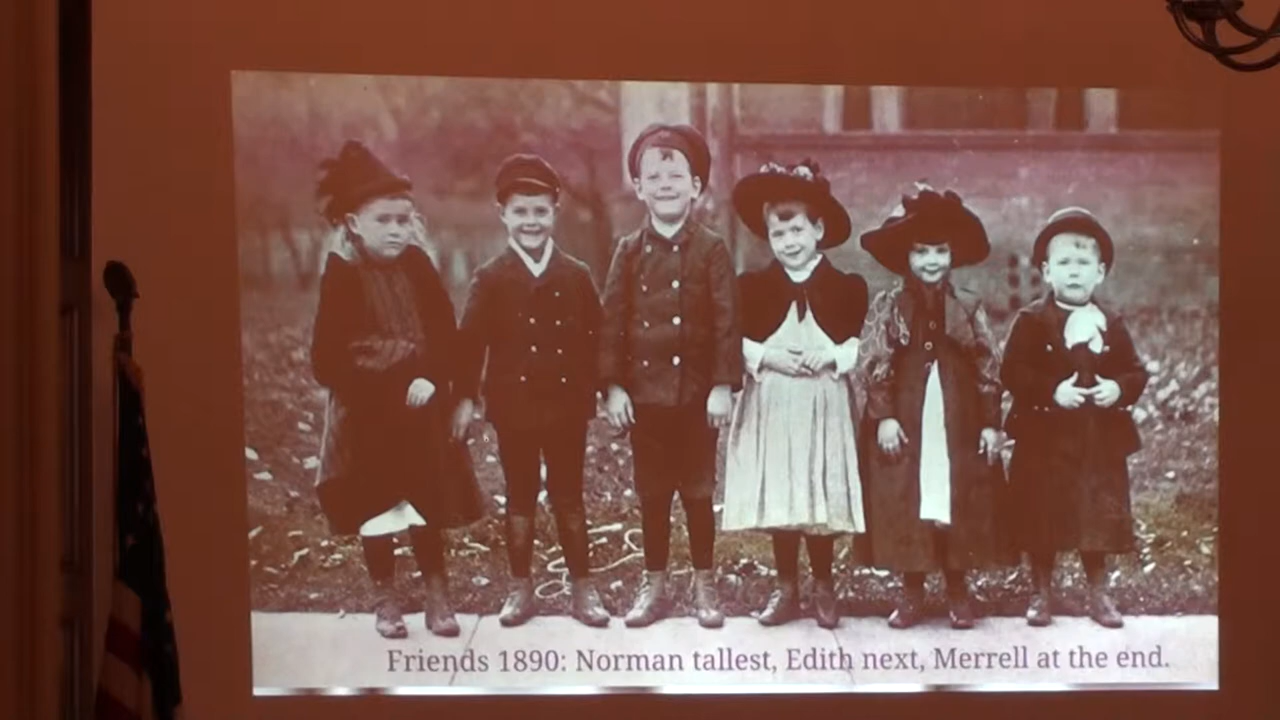 Friends 1890: Norman tallest, Edith next, Merrell at the end.